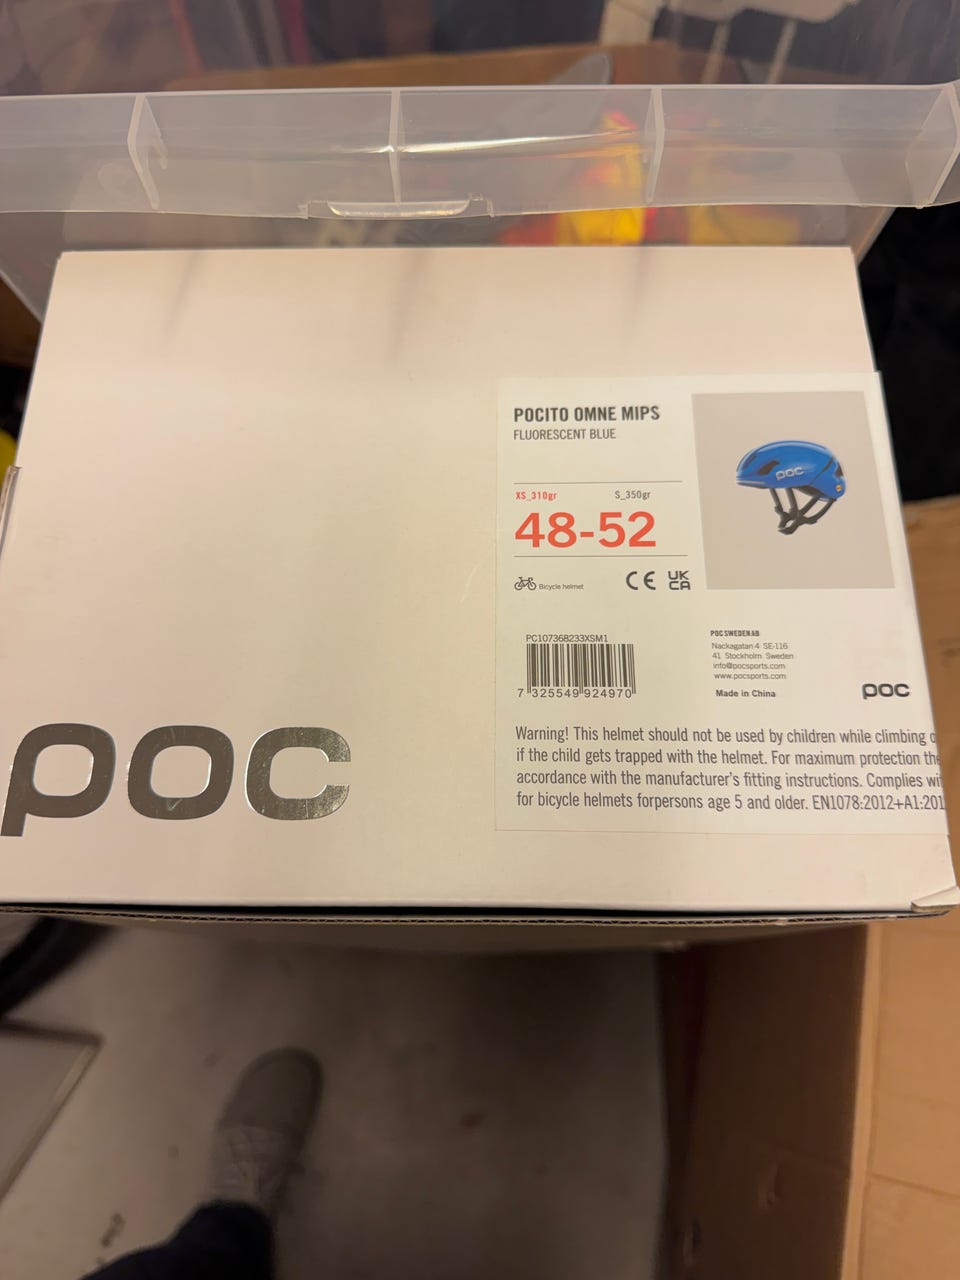 POCITO OMNE MIPS
FLUORESCENT BLUE
poc
XS_310gr S_350gr
48-52
Bicycle helmet CE UK
CA
PC107368233XSM1
7 325549 924970
POC SWEDEN AB
Nackagatan 4 SE-116
41 Stockholm Sweden
info@pocsports.com
www.pocsports.com
Made in China
poc
Warning! This helmet should not be used by children while climbing
if the child gets trapped with the helmet. For maximum protection
accordance with the manufacturer's fitting instructions. Complies
for bicycle helmets forpersons age 5 and older. EN1078:2012+A1:201
poc